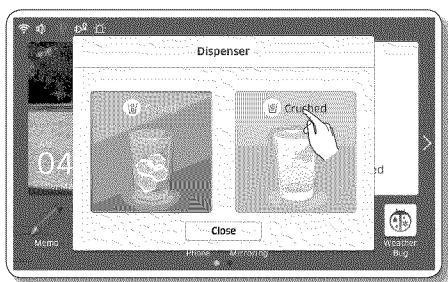 Dispenser
Crushed
04
ed
Close
Memo
Phone
Mirroring
Weather
Bug